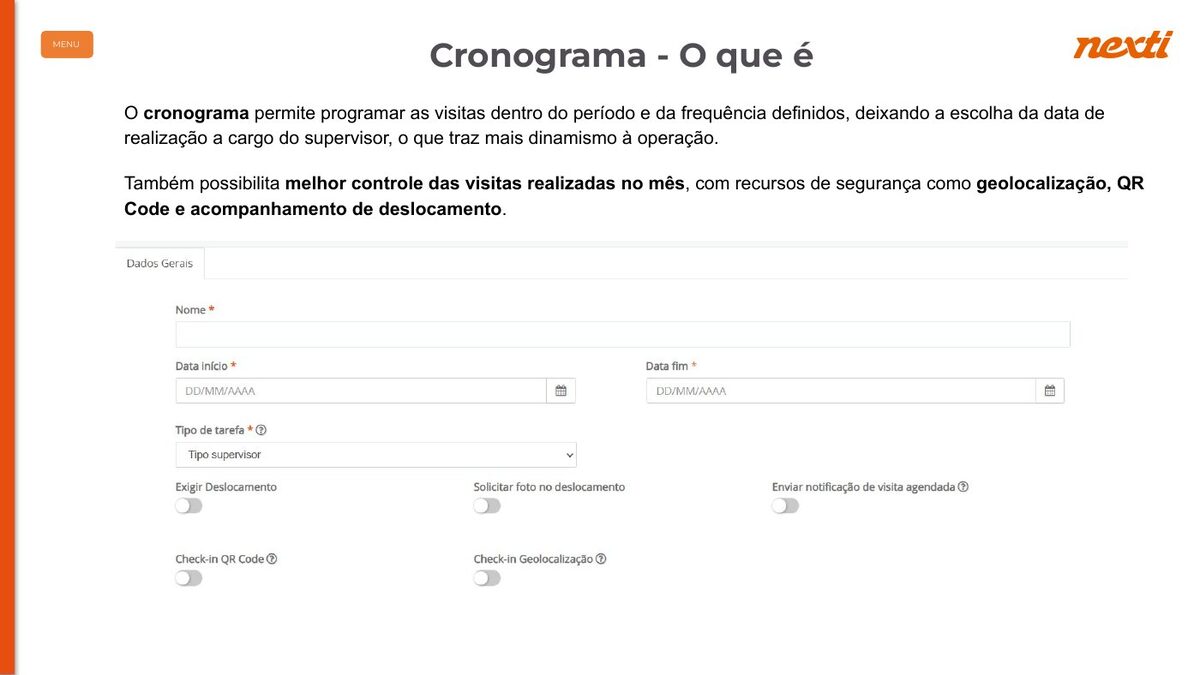 MENU
Cronograma - O que é
nexti
O cronograma permite programar as visitas dentro do período e da frequência definidos, deixando a escolha da data de
realização a cargo do supervisor, o que traz mais dinamismo à operação.
Também possibilita melhor controle das visitas realizadas no mês, com recursos de segurança como geolocalização, QR
Code e acompanhamento de deslocamento.
Dados Gerais
Nome *
Data início * Data fim *
DD/MM/AAAA DD/MM/AAAA
Tipo de tarefa * ?
Tipo supervisor
Exigir Deslocamento Solicitar foto no deslocamento Enviar notificação de visita agendada ?
Check-in QR Code ? Check-in Geolocalização ?